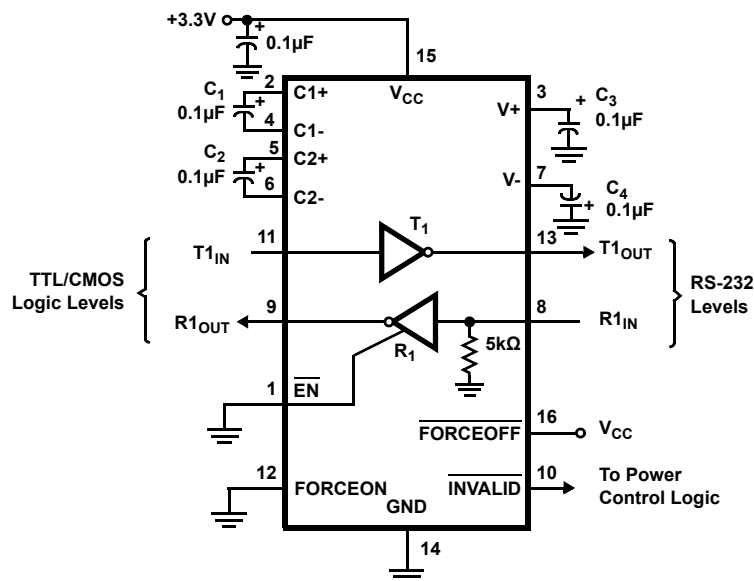 +3.3V
+
0.1µF
15
VCC
2
C1+
C1
0.1µF
+
4
C1-
5
C2+
C2
0.1µF
+
6
C2-
3
V+
+
C3
0.1µF
7
V-
C4
+
0.1µF
T1
11
T1IN
13
T1OUT
TTL/CMOS
Logic Levels
RS-232
Levels
9
R1OUT
8
R1IN
R1
5kΩ
1
EN
16
FORCEOFF
VCC
12
FORCEON
INVALID
10
To Power
Control Logic
GND
14